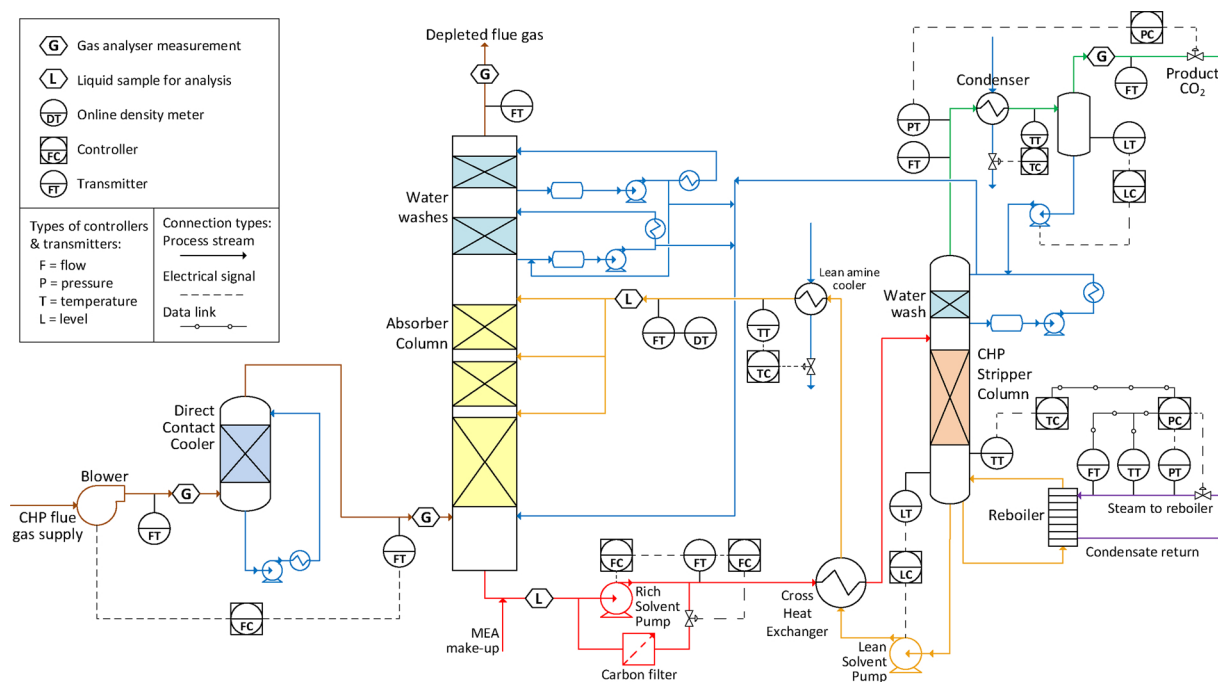 G
Gas analyser measurement
L
Liquid sample for analysis
DT
Online density meter
FC
Controller
FT
Transmitter
Types of controllers
& transmitters:
F = flow
P = pressure
T = temperature
L = level
Connection types:
Process stream
Electrical signal
Data link
Depleted flue gas
G
FT
Water
washes
Absorber
Column
L
FT
DT
TT
TC
Lean amine
cooler
Condenser
PC
PT
FT
TT
TC
G
FT
Product
CO2
LT
LC
Water
wash
CHP
Stripper
Column
TT
TC
PC
FT
TT
PT
Steam to reboiler
Reboiler
Condensate return
LT
LC
Direct
Contact
Cooler
Blower
G
FT
CHP flue
gas supply
G
FT
FC
MEA
make-up
L
FC
FT
FC
Rich
Solvent
Pump
Carbon filter
Cross
Heat
Exchanger
Lean
Solvent
Pump